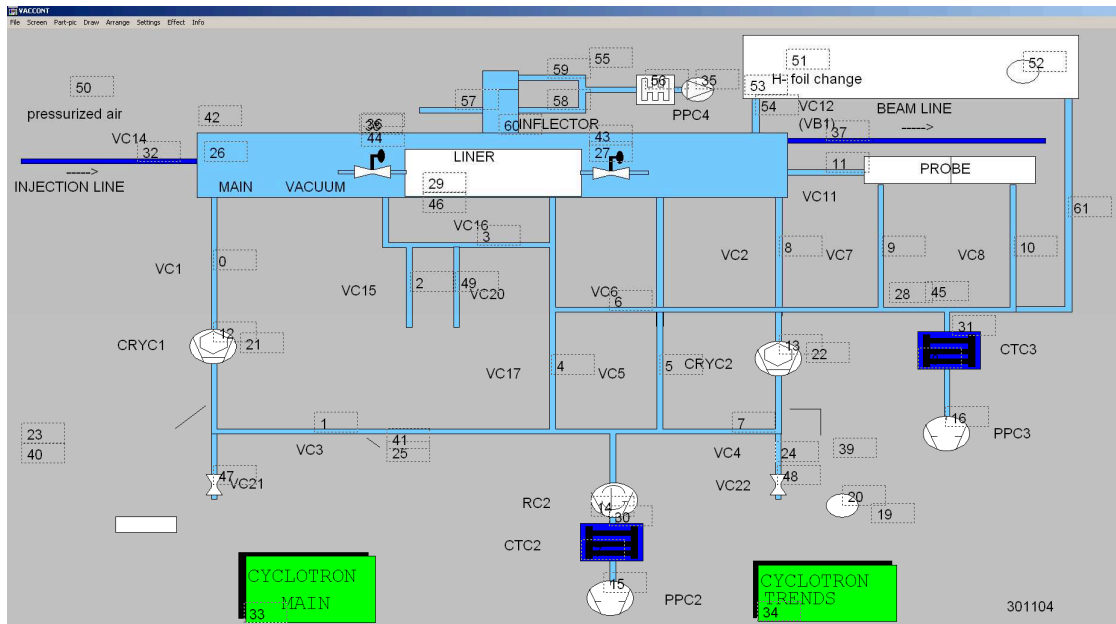 VACCONT
File Screen Part-pic Draw Arrange Settings Effect Info
50
pressurized air
42
VC14
32
26
---->
INJECTION LINE
MAIN VACUUM
36
44
57
59
55
58
60
INFLECTOR
56
35
PPC4
43
27
LINER
29
46
51
52
H- foil change
53
54
VC12
(VB1)
BEAM LINE
---->
37
11
PROBE
VC11
61
VC16
3
VC1
0
VC15
2
49
VC20
VC6
6
VC2
8
VC7
9
VC8
10
28
45
CRYC1
12
21
VC17
4
VC5
5
CRYC2
13
22
31
CTC3
16
PPC3
23
40
1
VC3
41
25
7
VC4
24
39
47
VC21
VC22
48
20
19
RC2
14
30
CTC2
15
PPC2
CYCLOTRON
MAIN
33
CYCLOTRON
TRENDS
34
301104